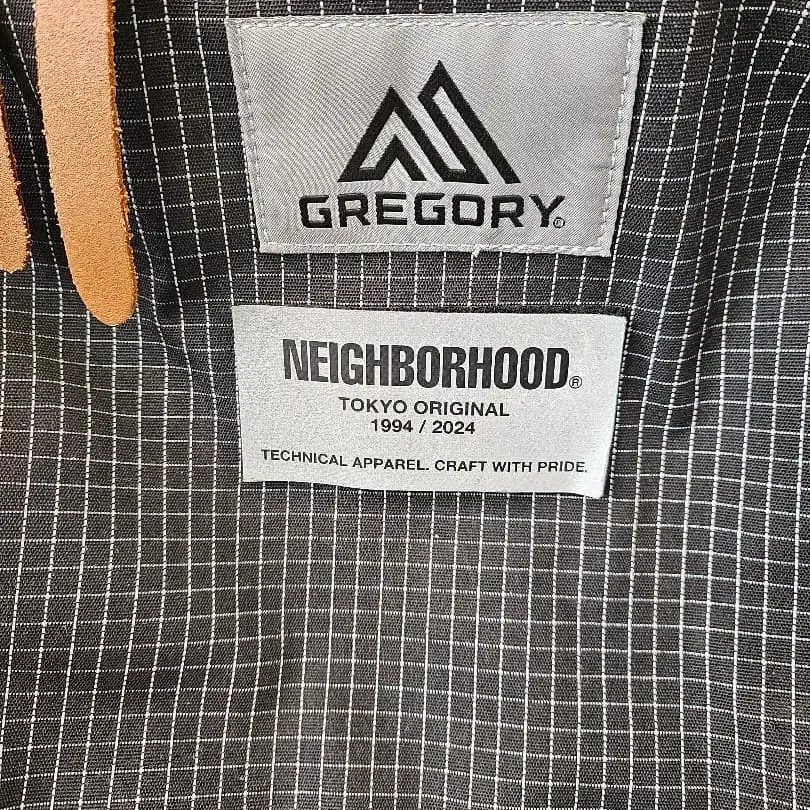 GREGORY®
NEIGHBORHOOD®
TOKYO ORIGINAL
1994 / 2024
TECHNICAL APPAREL. CRAFT WITH PRIDE.